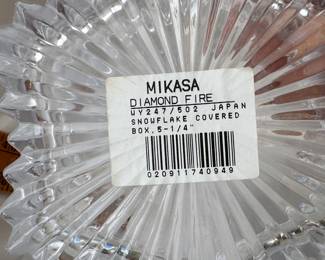 MIKASA
DIAMOND FIRE
WY247/502 JAPAN
SNOWFLAKE COVERED
BOX,5-1/4"
020911740949